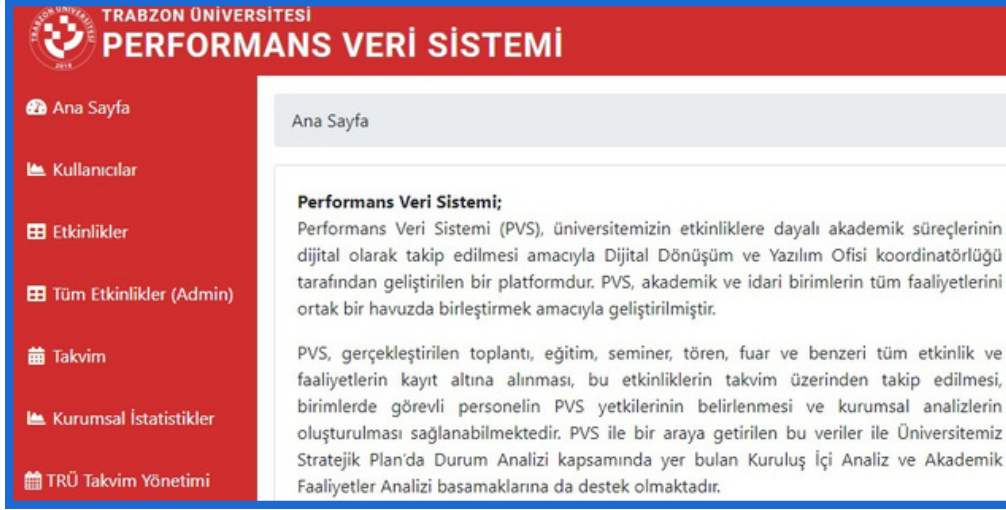 TRABZON ÜNİVERSİTESİ
PERFORMANS VERİ SİSTEMİ
Ana Sayfa
Kullanıcılar
Etkinlikler
Tüm Etkinlikler (Admin)
Takvim
Kurumsal İstatistikler
TRÜ Takvim Yönetimi
Ana Sayfa
Performans Veri Sistemi;
Performans Veri Sistemi (PVS), üniversitemizin etkinliklere dayalı akademik süreçlerinin
dijital olarak takip edilmesi amacıyla Dijital Dönüşüm ve Yazılım Ofisi koordinatörlüğü
tarafından geliştirilen bir platformdur. PVS, akademik ve idari birimlerin tüm faaliyetlerini
ortak bir havuzda birleştirmek amacıyla geliştirilmiştir.
PVS, gerçekleştirilen toplantı, eğitim, seminer, tören, fuar ve benzeri tüm etkinlik ve
faaliyetlerin kayıt altına alınması, bu etkinliklerin takvim üzerinden takip edilmesi,
birimlerde görevli personelin PVS yetkilerinin belirlenmesi ve kurumsal analizlerin
oluşturulması sağlanabilmektedir. PVS ile bir araya getirilen bu veriler ile Üniversitemiz
Stratejik Plan'da Durum Analizi kapsamında yer bulan Kuruluş İçi Analiz ve Akademik
Faaliyetler Analizi basamaklarına da destek olmaktadır.